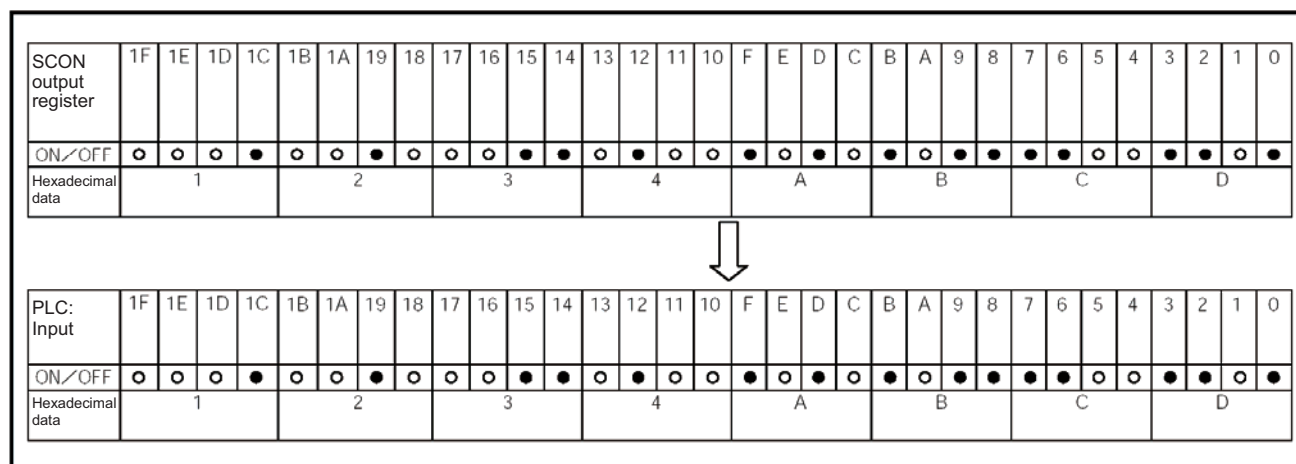 SCON output register 1F 1E 1D 1C 1B 1A 19 18 17 16 15 14 13 12 11 10 F E D C B A 9 8 7 6 5 4 3 2 1 0
ON/OFF ○ ○ ○ ● ○ ○ ● ○ ○ ○ ● ● ○ ● ○ ○ ● ○ ● ○ ● ○ ● ● ● ● ○ ○ ● ● ○ ●
Hexadecimal data 1 2 3 4 A B C D
PLC: Input 1F 1E 1D 1C 1B 1A 19 18 17 16 15 14 13 12 11 10 F E D C B A 9 8 7 6 5 4 3 2 1 0
ON/OFF ○ ○ ○ ● ○ ○ ● ○ ○ ○ ● ● ○ ● ○ ○ ● ○ ● ○ ● ○ ● ● ● ● ○ ○ ● ● ○ ●
Hexadecimal data 1 2 3 4 A B C D